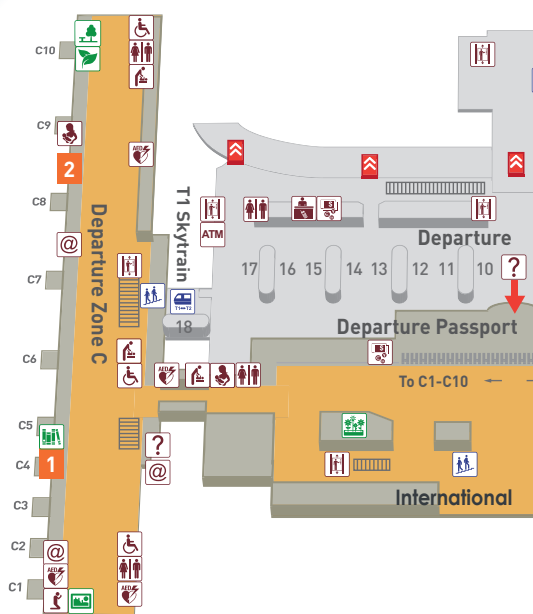 C10
C9
AED
2
C8
@
Departure Zone C
T1 Skytrain
ATM
Departure
17 16 15 14 13 12 11 10
?
C7
T1↔T2
18
Departure Passport
C6
AED
To C1-C10
C5
C4
1
?
@
C3
International
C2
@
AED
C1
AED